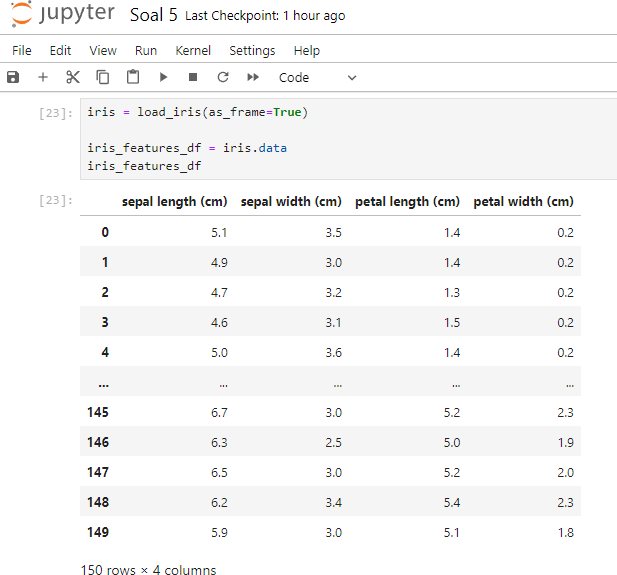 jupyter Soal 5 Last Checkpoint: 1 hour ago
File Edit View Run Kernel Settings Help
Code
[23]: iris = load_iris(as_frame=True)
iris_features_df = iris.data
iris_features_df
[23]: sepal length (cm) sepal width (cm) petal length (cm) petal width (cm)
0 5.1 3.5 1.4 0.2
1 4.9 3.0 1.4 0.2
2 4.7 3.2 1.3 0.2
3 4.6 3.1 1.5 0.2
4 5.0 3.6 1.4 0.2
... ... ... ... ...
145 6.7 3.0 5.2 2.3
146 6.3 2.5 5.0 1.9
147 6.5 3.0 5.2 2.0
148 6.2 3.4 5.4 2.3
149 5.9 3.0 5.1 1.8
150 rows × 4 columns